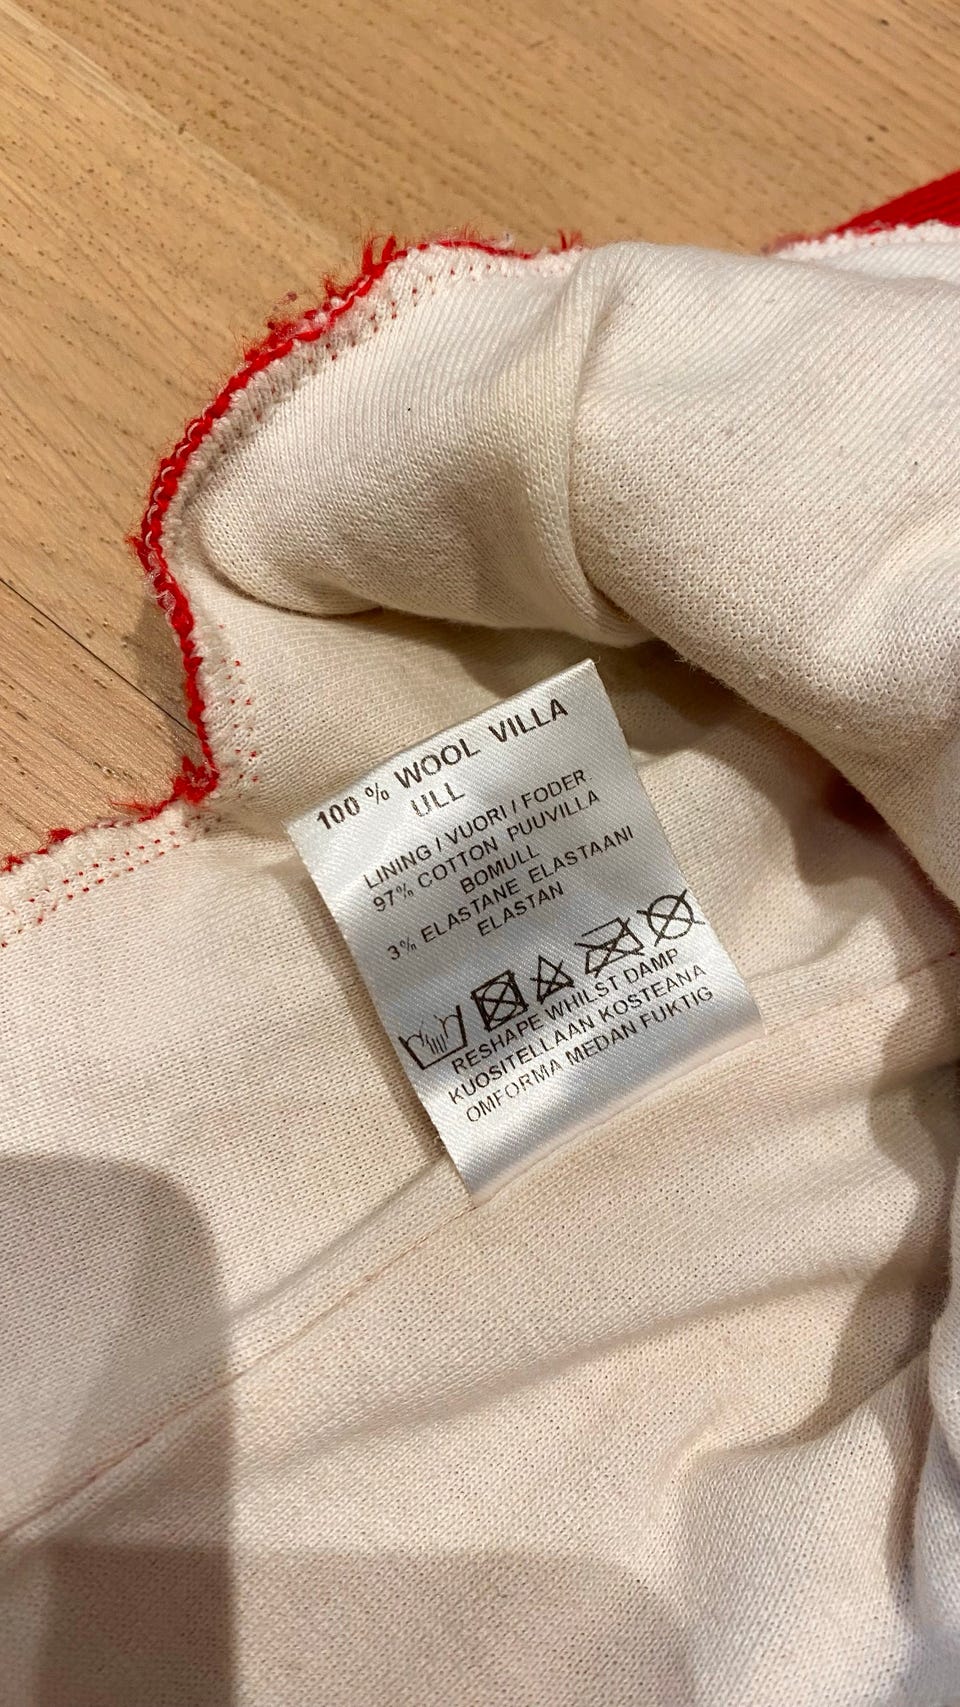 100 % WOOL VILLA
ULL
LINING / VUORI / FODER.
97% COTTON PUUVILLA
BOMULL
3% ELASTANE ELASTAANI
ELASTAN
RESHAPE WHILST DAMP
KUOSITELLAAN KOSTEANA
OMFORMA MEDAN FUKTIG